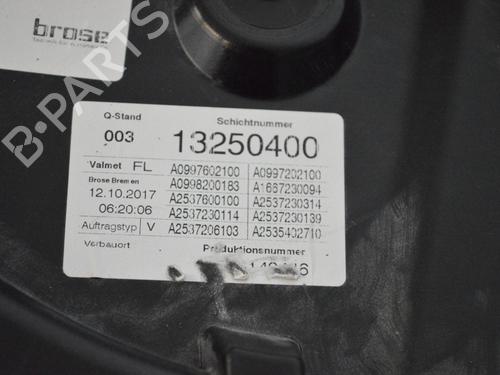 brose
B-PARTS
Q-Stand
Schichtnummer
003
13250400
Valmet FL
A0997602100 A0997202100
Brose Bremen
A0998200183 A1667230094
12.10.2017
A2537600100 A2537230314
06:20:06
A2537230114 A2537230139
Auftragstyp V
A2537206103 A2535402710
Verbauort
Produktionsnummer